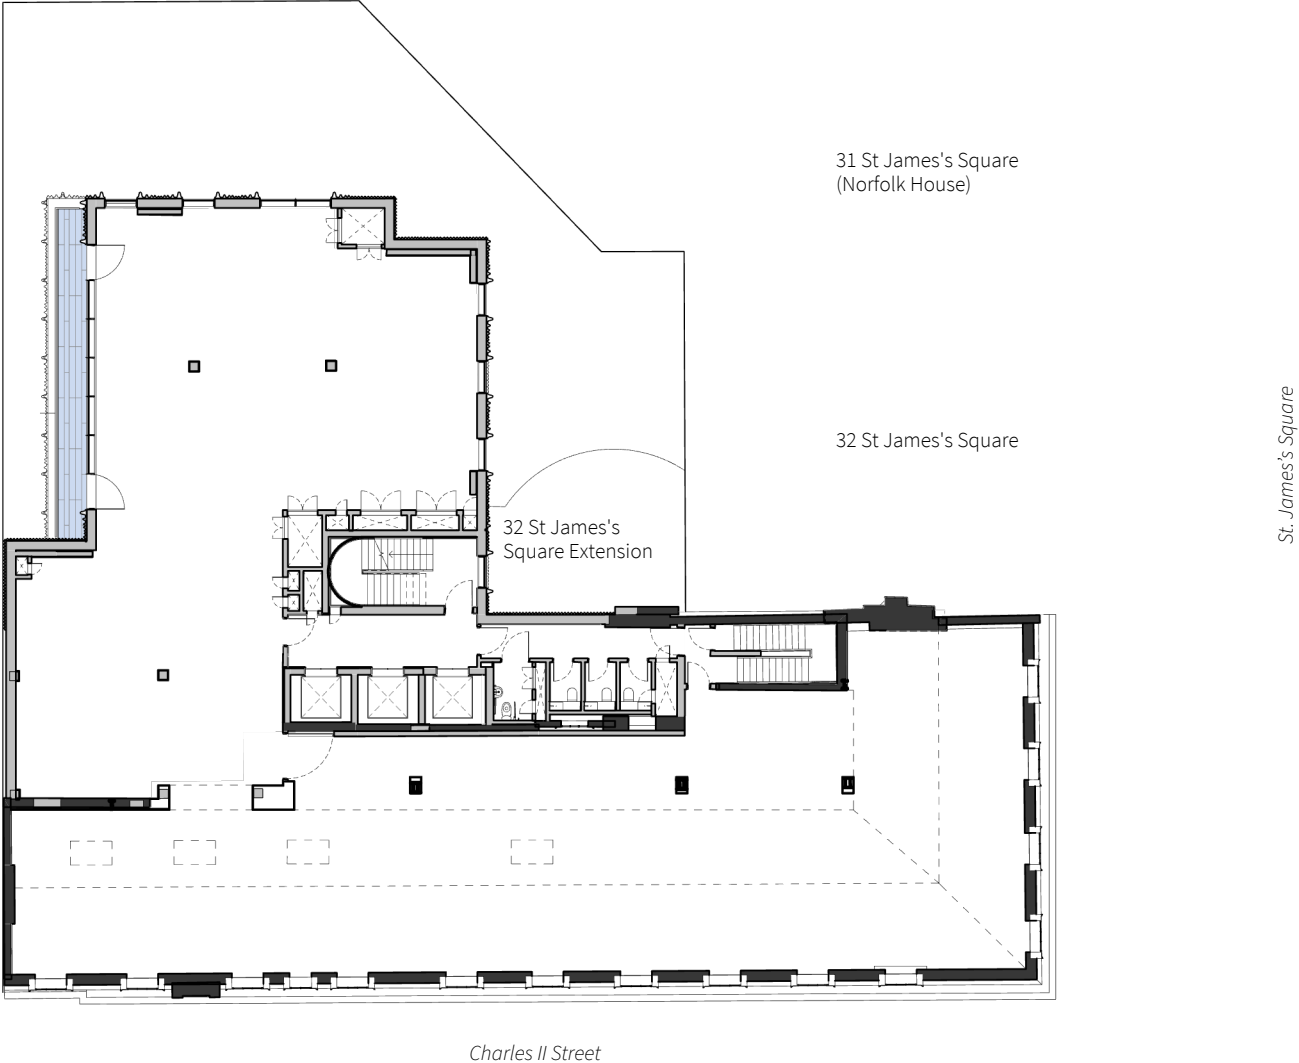 31 St James's Square
(Norfolk House)
32 St James's Square
St. James's Square
32 St James's
Square Extension
Charles II Street